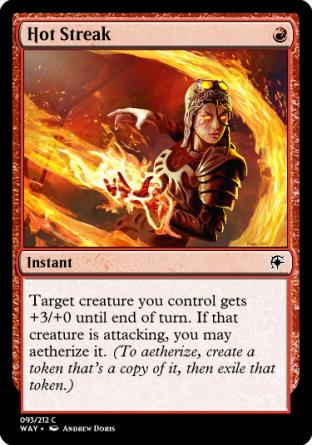 Hot Streak
Instant
Target creature you control gets
+3/+0 until end of turn. If that
creature is attacking, you may
aetherize it. (To aetherize, create a
token that's a copy of it, then exile that
token.)
093/212 C
WAY • Andrew Doris